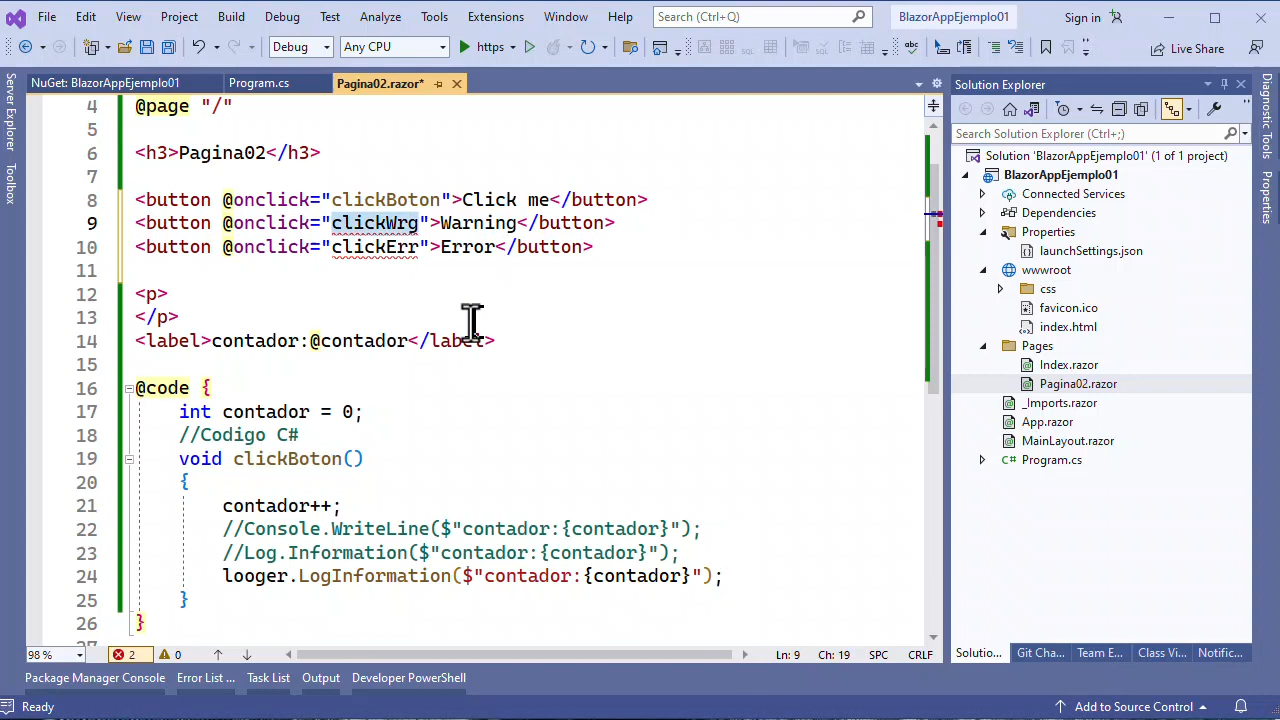 File Edit View Git Project Build Debug Test Analyze Tools Extensions Window Help Search (Ctrl+Q) BlazorAppEjemplo01 Sign in
Debug Any CPU https Live Share
Server Explorer
Toolbox
NuGet: BlazorAppEjemplo01 Program.cs Pagina02.razor*
4 @page "/"
5
6 <h3>Pagina02</h3>
7
8 <button @onclick="clickBoton">Click me</button>
9 <button @onclick="clickWrg">Warning</button>
10 <button @onclick="clickErr">Error</button>
11
12 <p>
13 </p>
14 <label>contador:@contador</label>
15
16 @code {
17 int contador = 0;
18 //Codigo C#
19 void clickBoton()
20 {
21 contador++;
22 //Console.WriteLine($"contador:{contador}");
23 //Log.Information($"contador:{contador}");
24 looger.LogInformation($"contador:{contador}");
25 }
26 }
27
98 % 2 0 Ln: 9 Ch: 19 SPC CRLF
Solution Explorer
Search Solution Explorer (Ctrl+;)
Solution 'BlazorAppEjemplo01' (1 of 1 project)
BlazorAppEjemplo01
Connected Services
Dependencies
Properties
launchSettings.json
wwwroot
css
favicon.ico
index.html
Pages
Index.razor
Pagina02.razor
_Imports.razor
App.razor
MainLayout.razor
C# Program.cs
Solutio... Git Cha... Team E... Class Vi... Notific...
Diagnostic Tools
Properties
Package Manager Console Error List ... Task List Output Developer PowerShell
Ready Add to Source Control